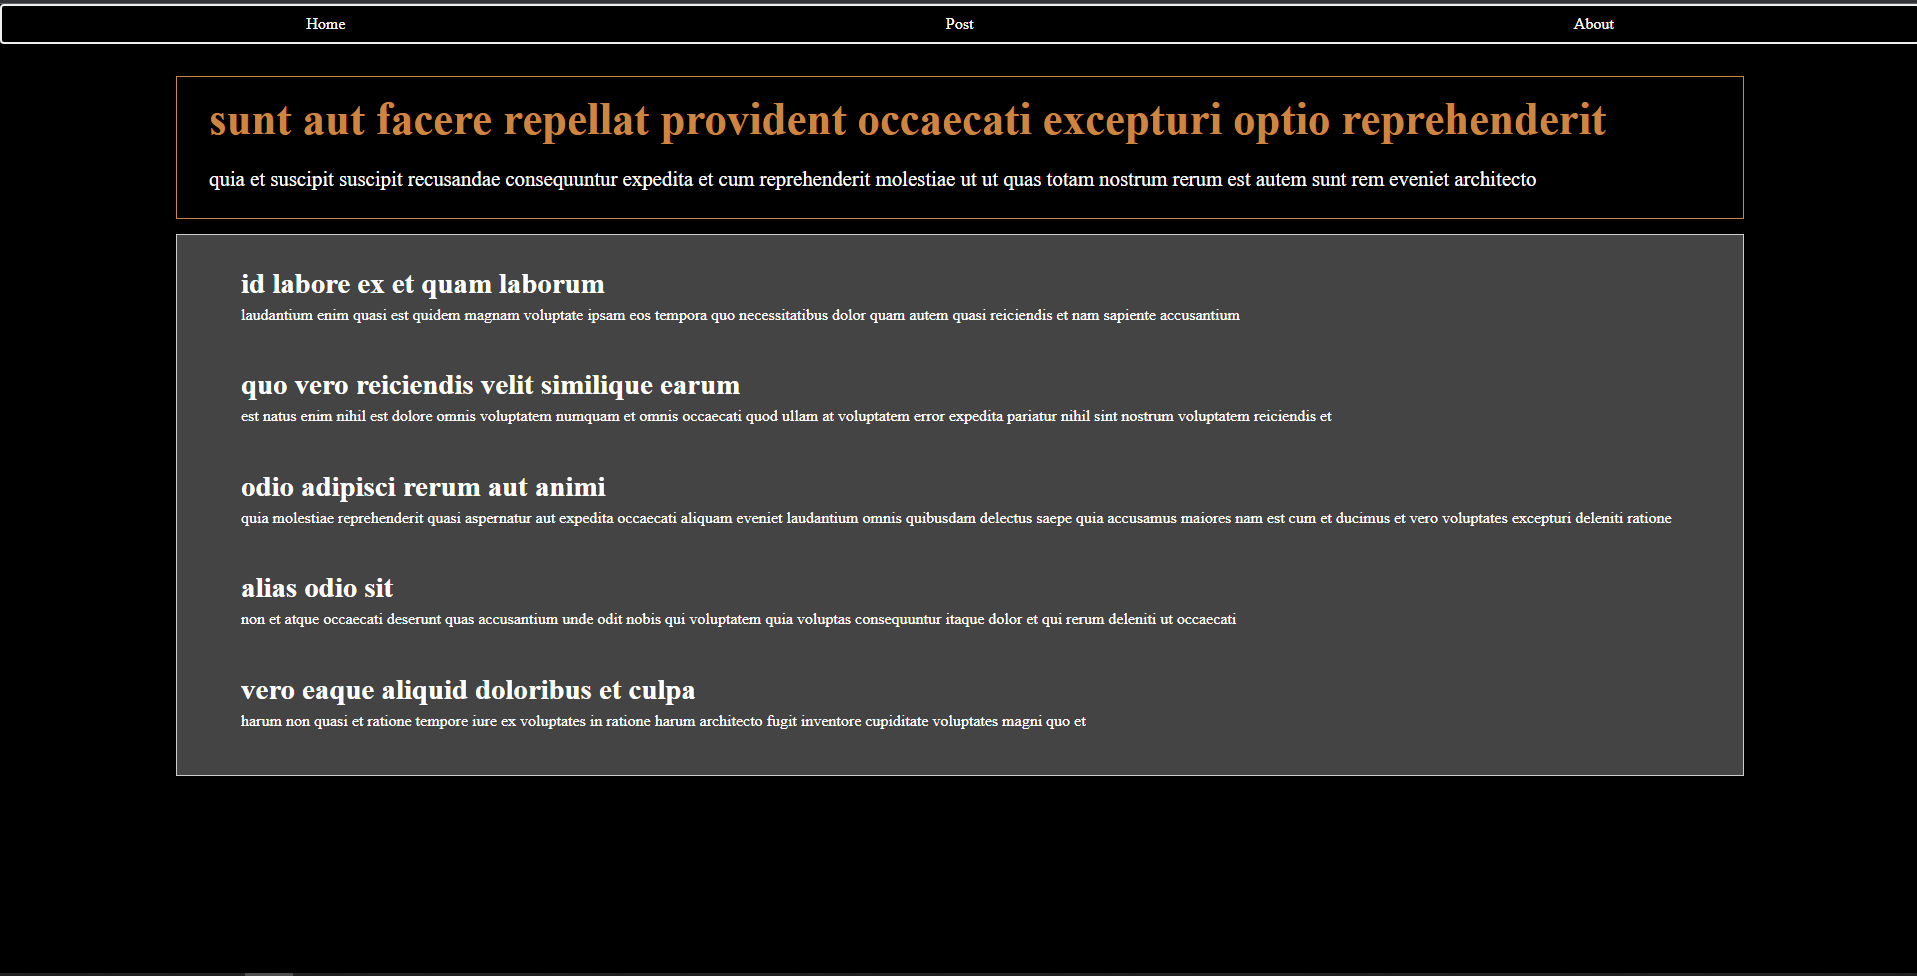 Home Post About
sunt aut facere repellat provident occaecati excepturi optio reprehenderit
quia et suscipit suscipit recusandae consequuntur expedita et cum reprehenderit molestiae ut ut quas totam nostrum rerum est autem sunt rem eveniet architecto
id labore ex et quam laborum
laudantium enim quasi est quidem magnam voluptate ipsam eos tempora quo necessitatibus dolor quam autem quasi reiciendis et nam sapiente accusantium
quo vero reiciendis velit similique earum
est natus enim nihil est dolore omnis voluptatem numquam et omnis occaecati quod ullam at voluptatem error expedita pariatur nihil sint nostrum voluptatem reiciendis et
odio adipisci rerum aut animi
quia molestiae reprehenderit quasi aspernatur aut expedita occaecati aliquam eveniet laudantium omnis quibusdam delectus saepe quia accusamus maiores nam est cum et ducimus et vero voluptates excepturi deleniti ratione
alias odio sit
non et atque occaecati deserunt quas accusantium unde odit nobis qui voluptatem quia voluptas consequuntur itaque dolor et qui rerum deleniti ut occaecati
vero eaque aliquid doloribus et culpa
harum non quasi et ratione tempore iure ex voluptates in ratione harum architecto fugit inventore cupiditate voluptates magni quo et